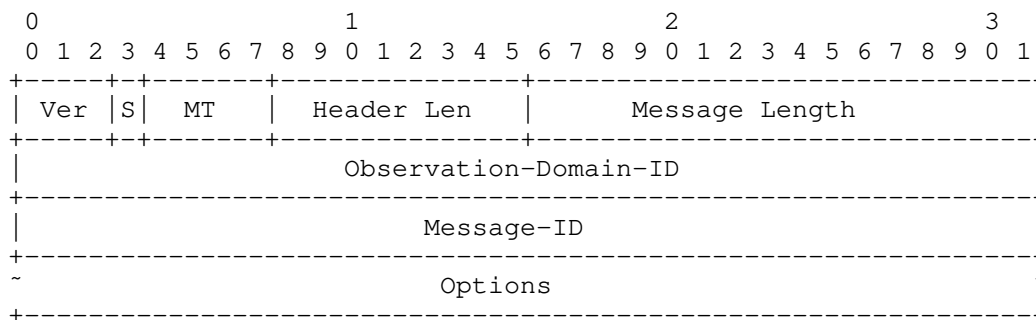 0                   1                   2                   3
0 1 2 3 4 5 6 7 8 9 0 1 2 3 4 5 6 7 8 9 0 1 2 3 4 5 6 7 8 9 0 1
+-----+-+-------+---------------+-------------------------------
| Ver |S|  MT   |  Header Len   |      Message Length
+-----+-+-------+---------------+-------------------------------
|                    Observation-Domain-ID
+---------------------------------------------------------------
|                         Message-ID
+---------------------------------------------------------------
~                          Options
+---------------------------------------------------------------